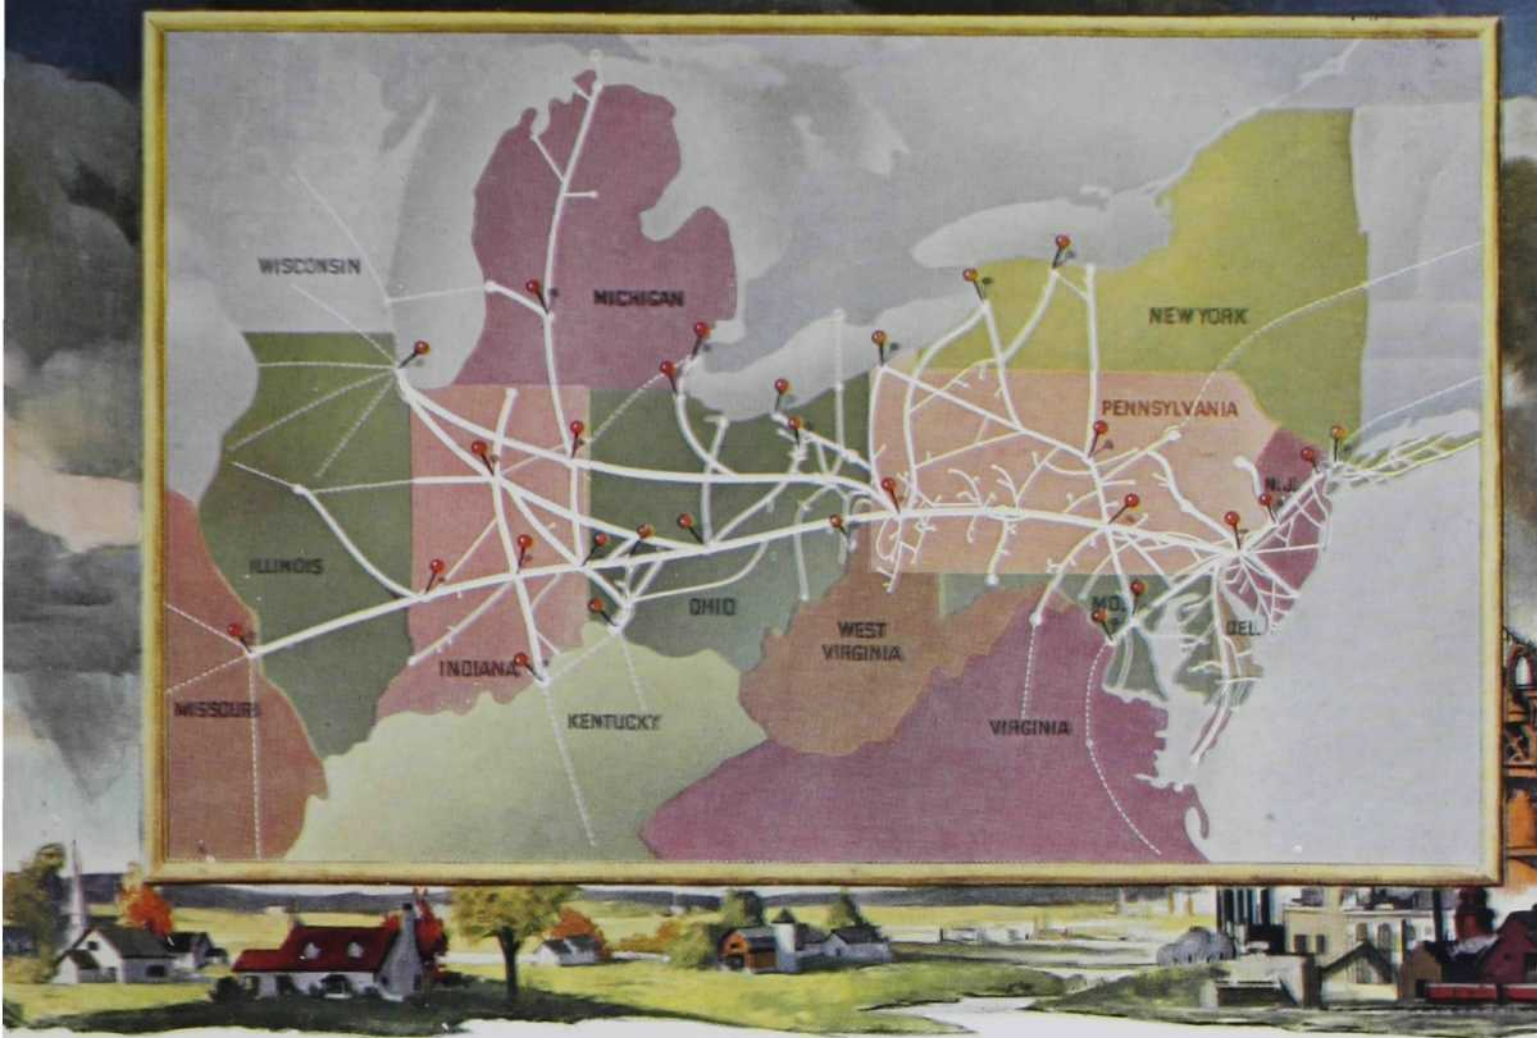 WISCONSIN
MICHIGAN
NEW YORK
PENNSYLVANIA
N.J.
ILLINOIS
OHIO
MD.
DEL.
WEST
VIRGINIA
INDIANA
MISSOURI
KENTUCKY
VIRGINIA